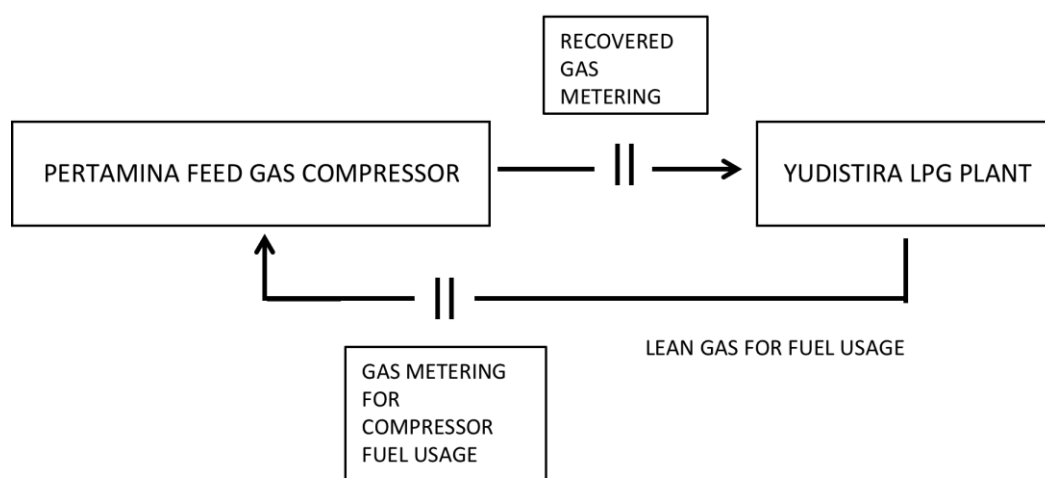 RECOVERED
GAS
METERING
PERTAMINA FEED GAS COMPRESSOR
YUDISTIRA LPG PLANT
LEAN GAS FOR FUEL USAGE
GAS METERING
FOR
COMPRESSOR
FUEL USAGE